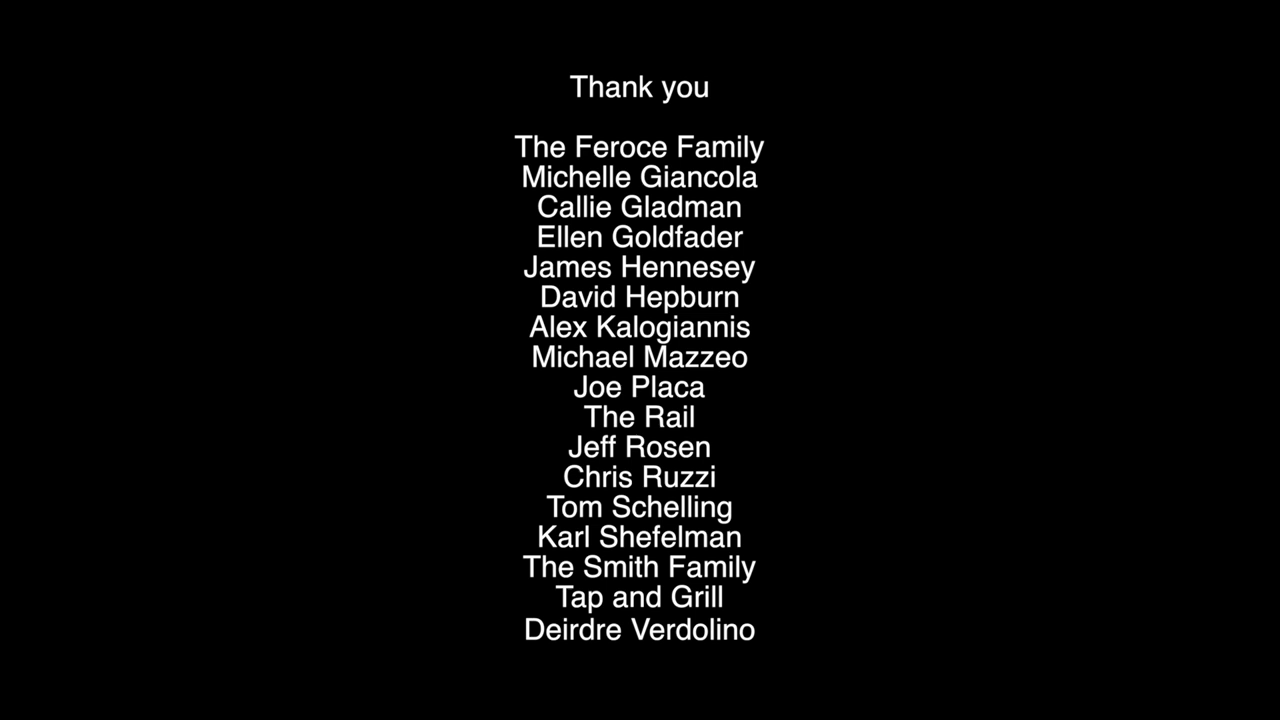 Thank you
The Feroce Family
Michelle Giancola
Callie Gladman
Ellen Goldfader
James Hennesey
David Hepburn
Alex Kalogiannis
Michael Mazzeo
Joe Placa
The Rail
Jeff Rosen
Chris Ruzzi
Tom Schelling
Karl Shefelman
The Smith Family
Tap and Grill
Deirdre Verdolino